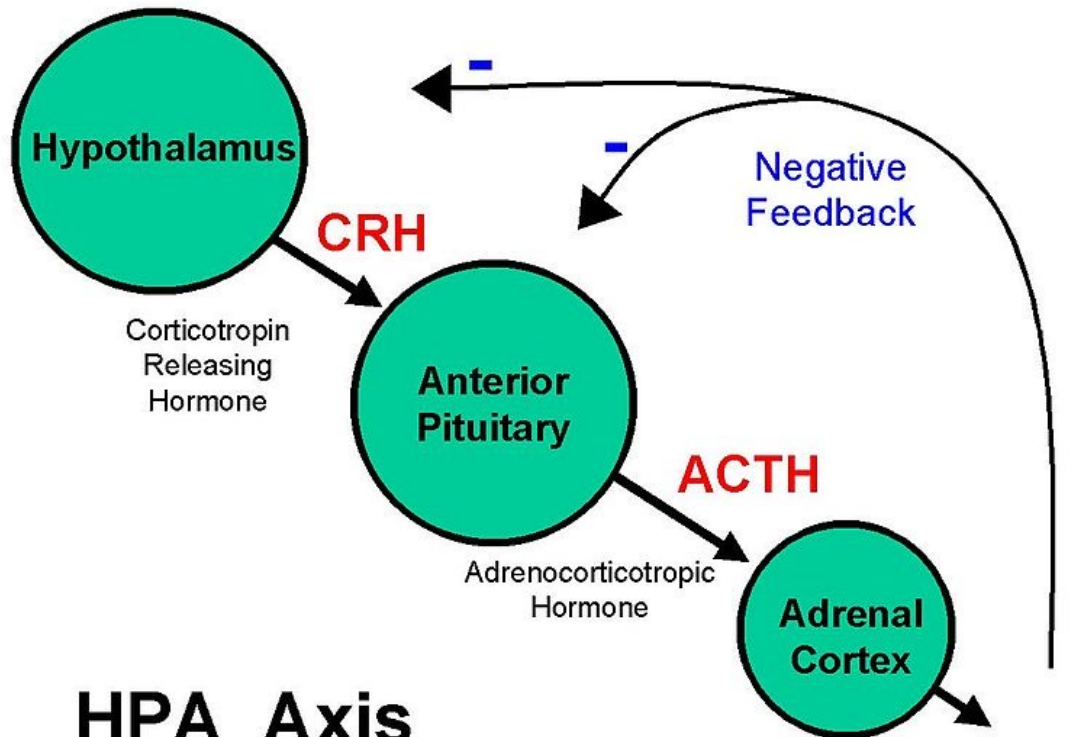 Hypothalamus
-
-
Negative
Feedback
CRH
Corticotropin
Releasing
Hormone
Anterior
Pituitary
ACTH
Adrenocorticotropic
Hormone
Adrenal
Cortex
HPA Axis